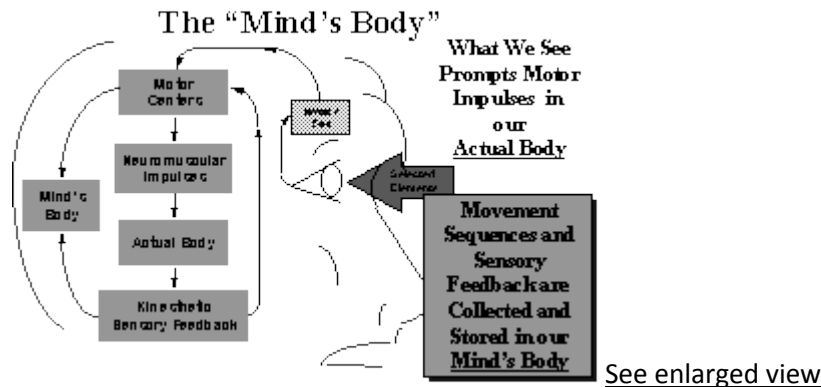 The "Mind's Body"
What We See
Prompts Motor
Impulses in
our
Actual Body
Motor
Centers
Neuromuscular
Impulses
Mind's
Body
Actual Body
Kinesthetic
Sensory Feedback
Selected
Elements
Movement
Sequences and
Sensory
Feedback are
Collected and
Stored in our
Mind's Body
See enlarged view